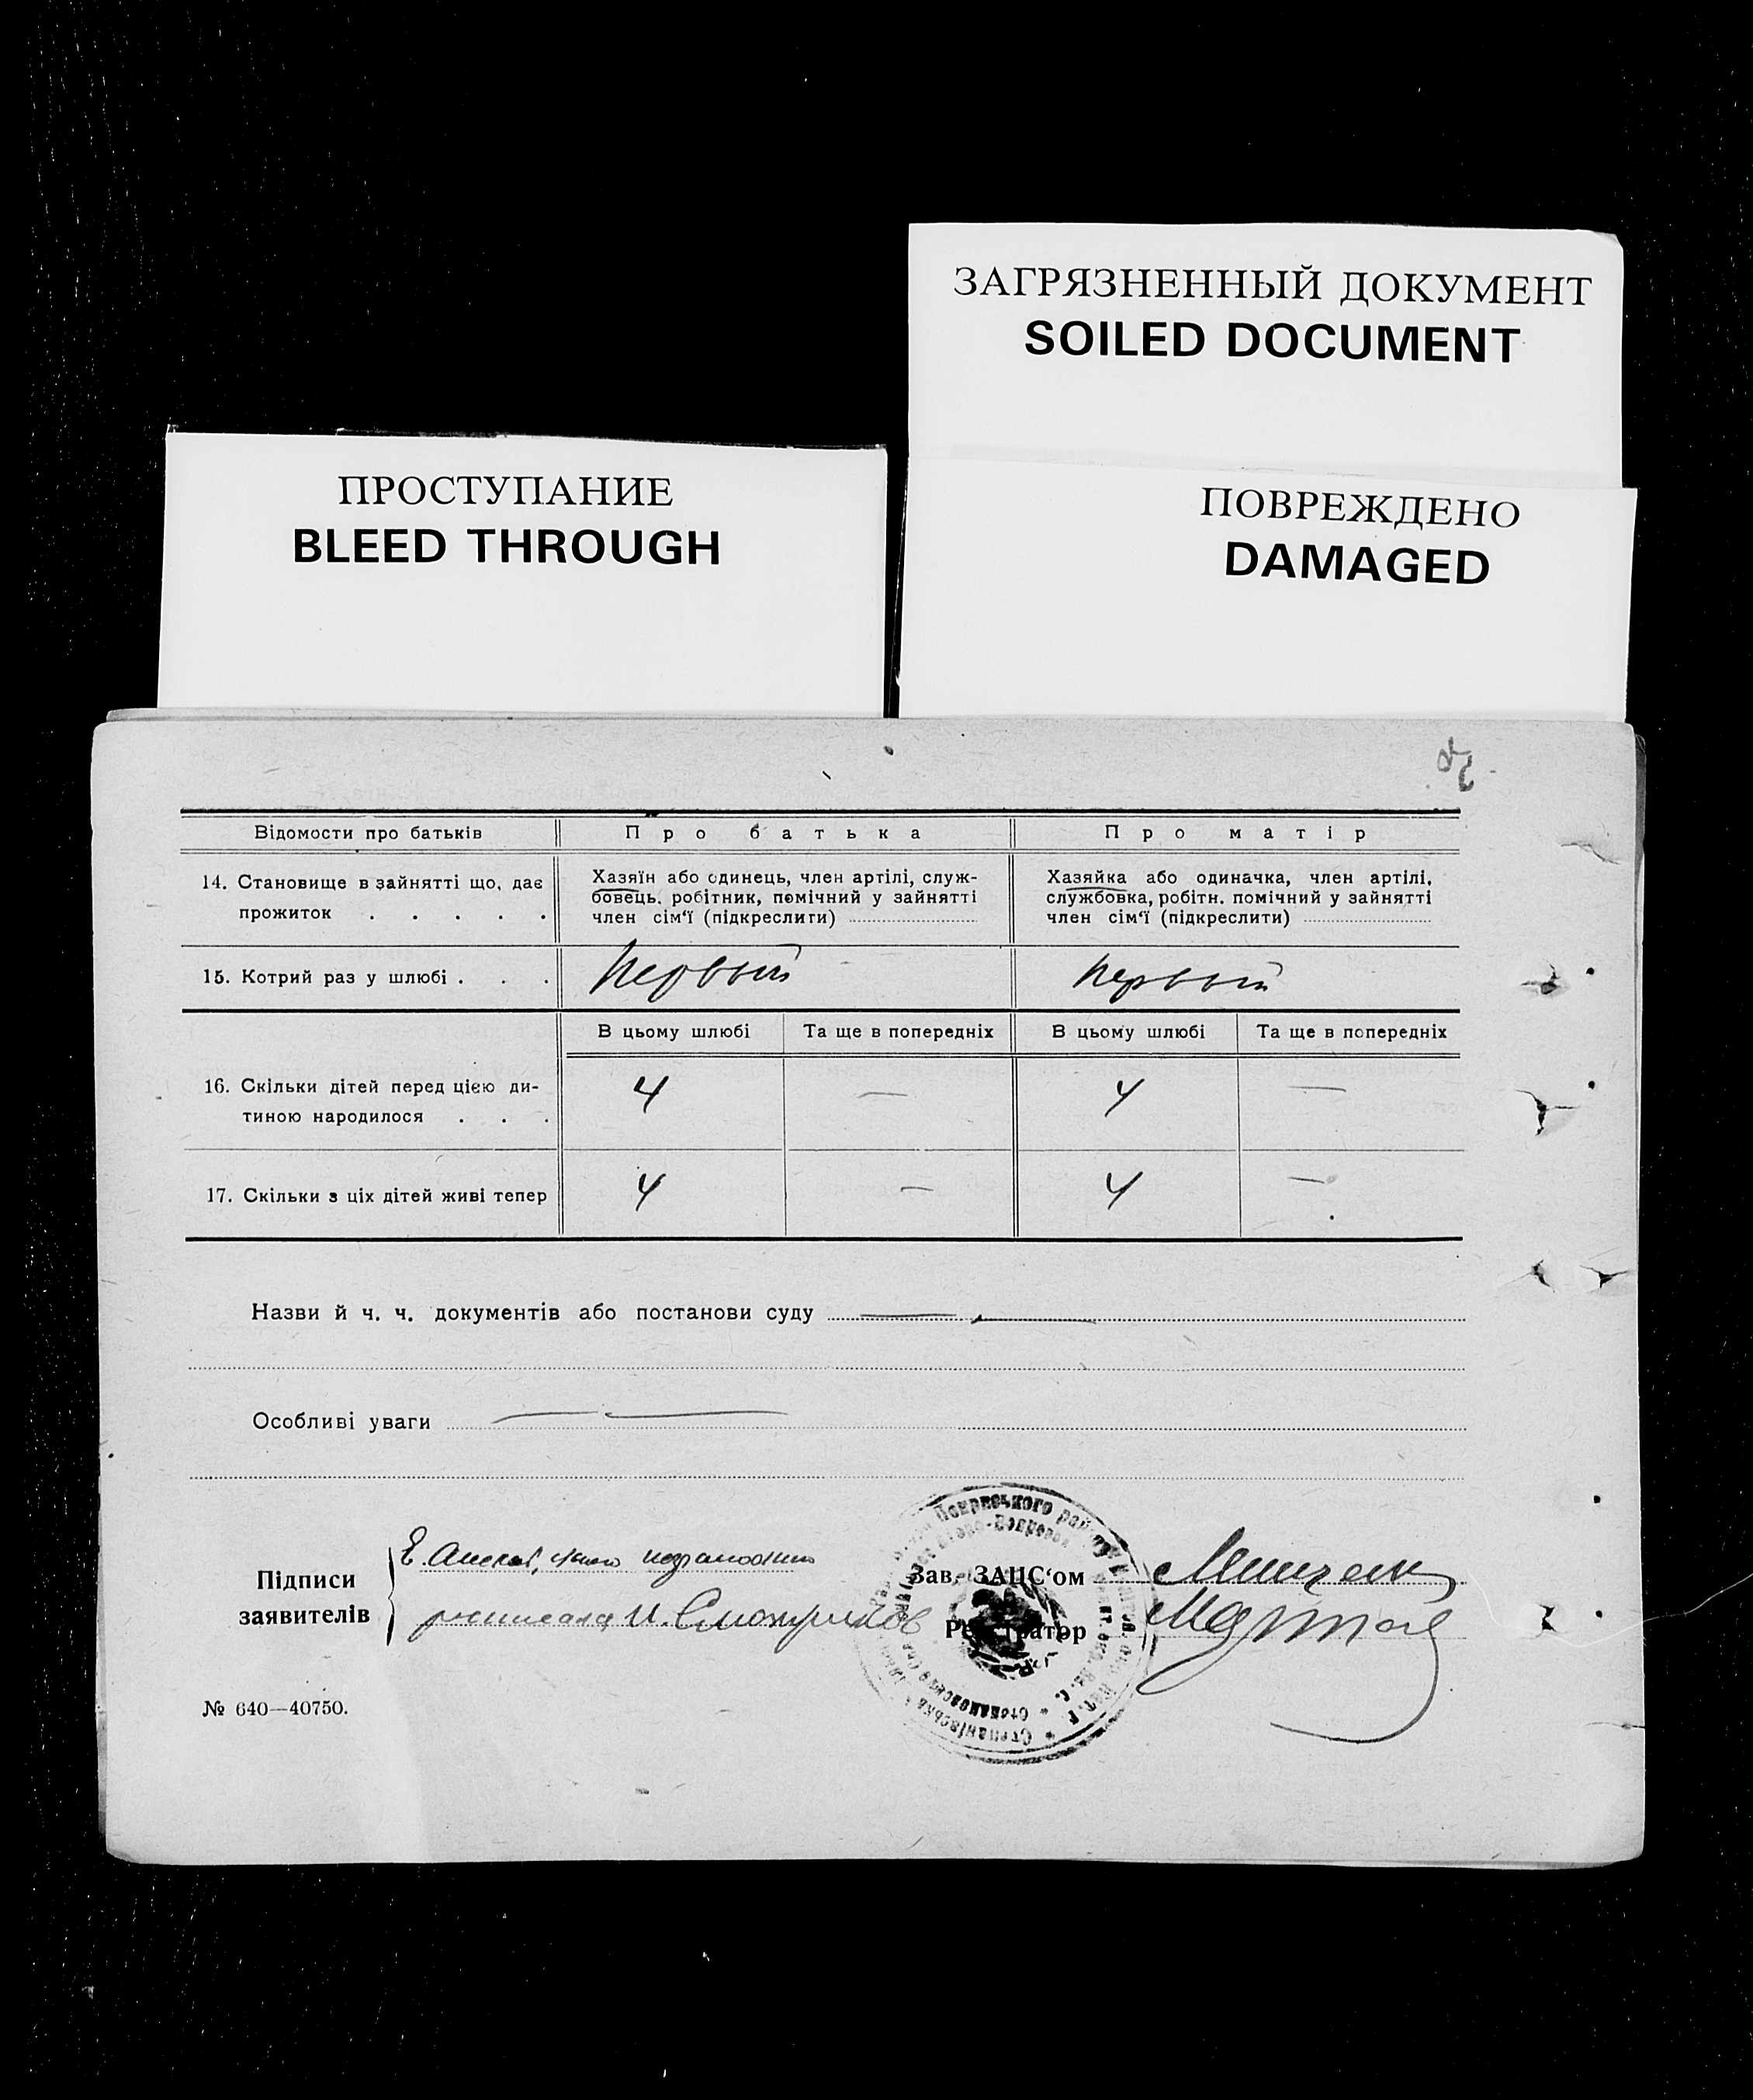 ЗАГРЯЗНЕННЫЙ ДОКУМЕНТ
SOILED DOCUMENT
ПРОСТУПАНИЕ
BLEED THROUGH
ПОВРЕЖДЕНО
DAMAGED
Відомости про батьків Про батька Про матір
14. Становище в зайнятті що, дає прожиток . . . . .
Хазяїн або одинець, член артілі, служ-
бовець, робітник, помічний у зайнятті
член сім‘ї (підкреслити)
Хазяйка або одиначка, член артілі,
службовка, робітн. помічний у зайнятті
член сім‘ї (підкреслити)
15. Котрий раз у шлюбі . . . первый первый
В цьому шлюбі Та ще в попередніх В цьому шлюбі Та ще в попередніх
16. Скільки дітей перед цією ди-
тиною народилося . . . 4 — 4 —
17. Скільки з ціх дітей живі тепер 4 — 4 —
Назви й ч. ч. документів або постанови суду
Особливі уваги
Підписи
заявителів
Зав. ЗАЦС‘ом
Реєстратор
№ 640—40750.